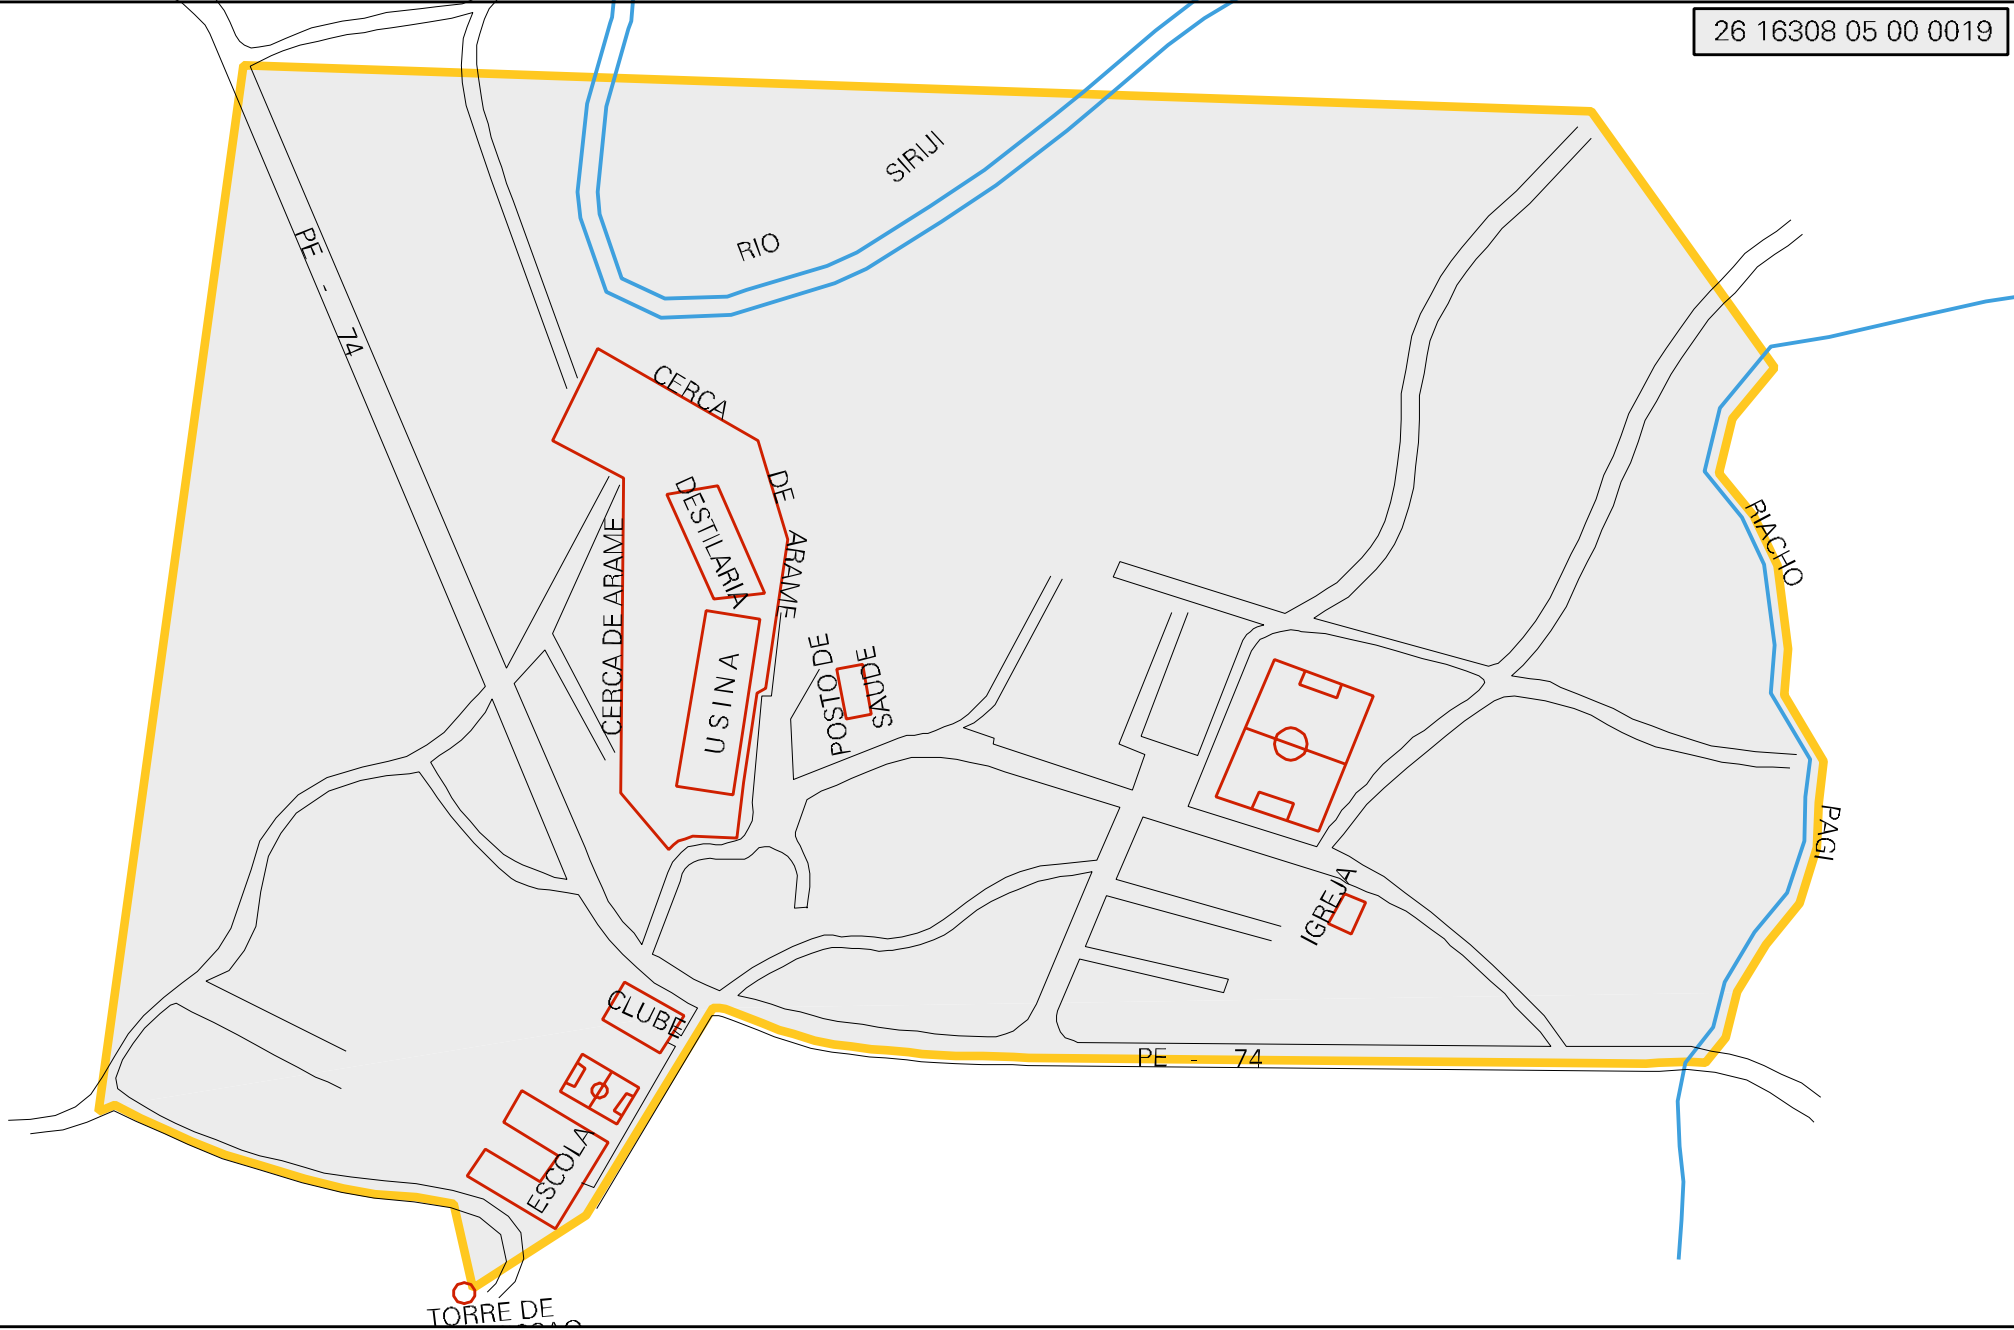 26 16308 05 00 0019
SIRIJI
RIO
PE - 74
CERCA
DE
ARAME
DESTILARIA
CERCA DE ARAME
USINA
POSTO DE
SAUDE
RIACHO
PAGI
IGREJA
CLUBE
PE - 74
ESCOLA
TORRE DE